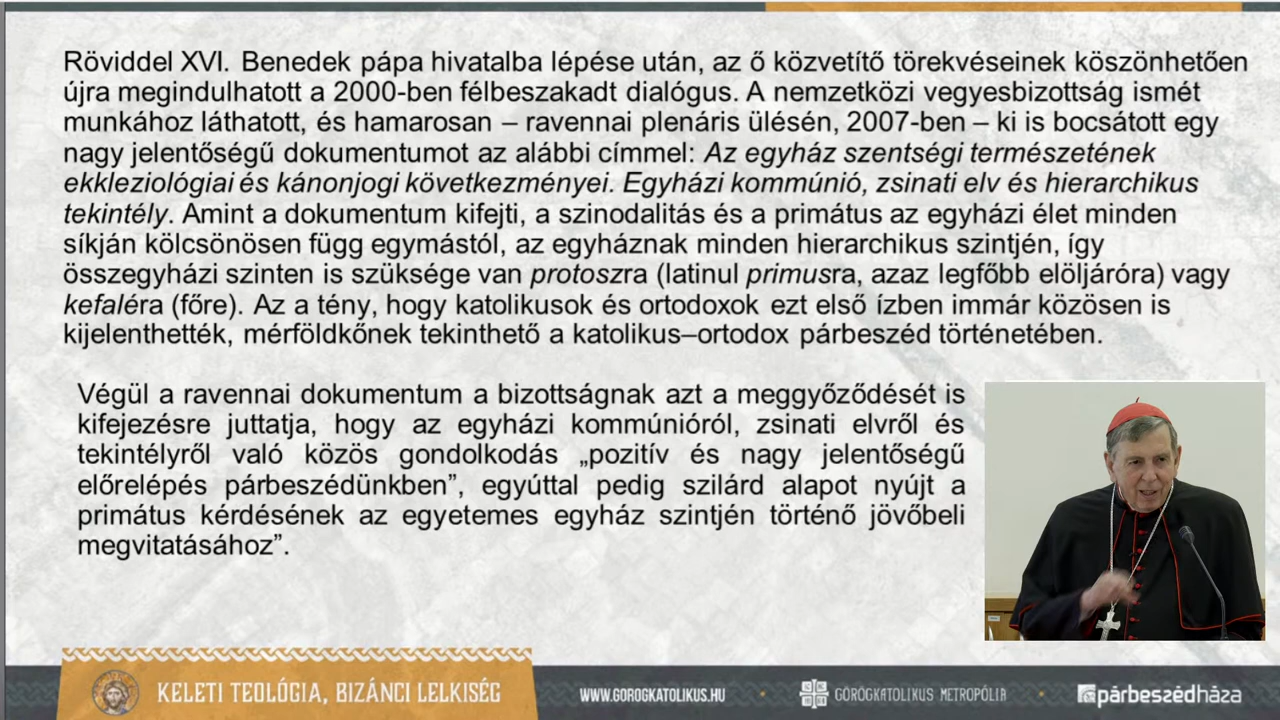 Röviddel XVI. Benedek pápa hivatalba lépése után, az ő közvetítő törekvéseinek köszönhetően
újra megindulhatott a 2000-ben félbeszakadt dialógus. A nemzetközi vegyesbizottság ismét
munkához láthatott, és hamarosan – ravennai plenáris ülésén, 2007-ben – ki is bocsátott egy
nagy jelentőségű dokumentumot az alábbi címmel: Az egyház szentségi természetének
ekkleziológiai és kánonjogi következményei. Egyházi kommúnió, zsinati elv és hierarchikus
tekintély. Amint a dokumentum kifejti, a szinodalitás és a primátus az egyházi élet minden
síkján kölcsönösen függ egymástól, az egyháznak minden hierarchikus szintjén, így
összegyházi szinten is szüksége van protoszra (latinul primusra, azaz legfőbb elöljáróra) vagy
kefaléra (főre). Az a tény, hogy katolikusok és ortodoxok ezt első ízben immár közösen is
kijelenthették, mérföldkőnek tekinthető a katolikus–ortodox párbeszéd történetében.
Végül a ravennai dokumentum a bizottságnak azt a meggyőződését is
kifejezésre juttatja, hogy az egyházi kommúnióról, zsinati elvről és
tekintélyről való közös gondolkodás „pozitív és nagy jelentőségű
előrelépés párbeszédünkben”, egyúttal pedig szilárd alapot nyújt a
primátus kérdésének az egyetemes egyház szintjén történő jövőbeli
megvitatásához”.
KELETI TEOLÓGIA, BIZÁNCI LELKISÉG
WWW.GOROGKATOLIKUS.HU
GÖRÖGKATOLIKUS METROPÓLIA
párbeszédháza